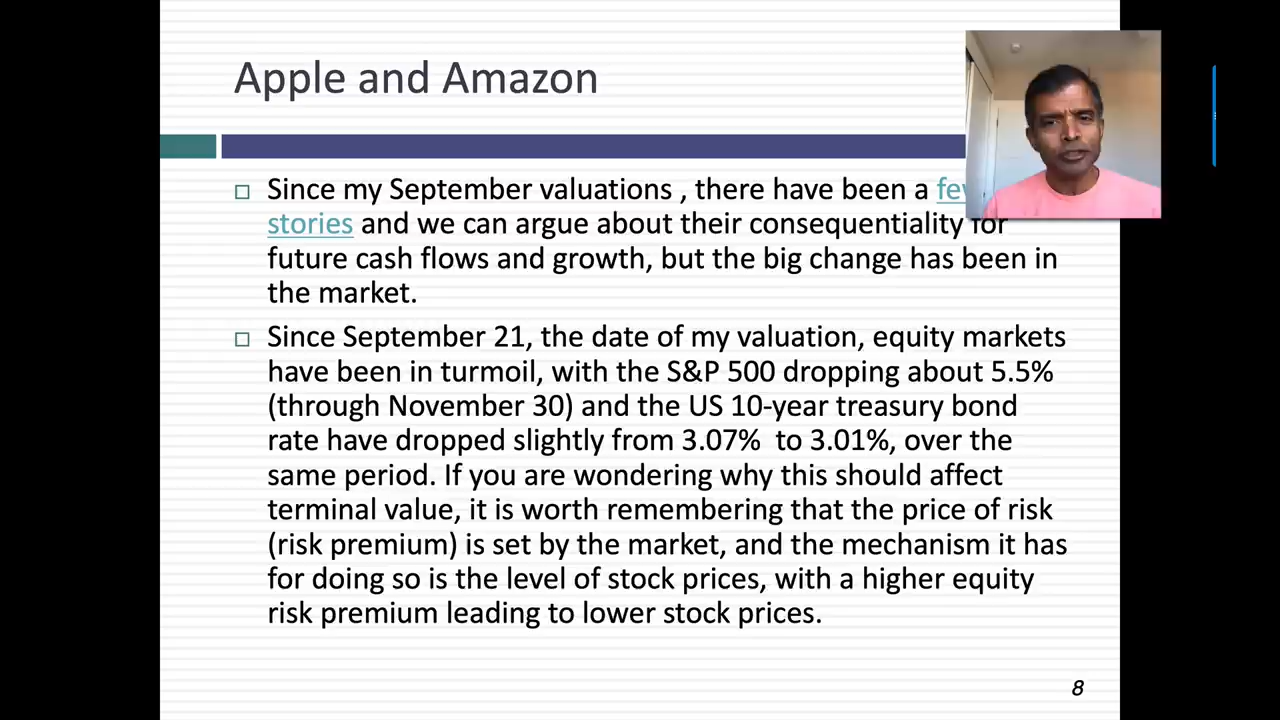 Apple and Amazon
Since my September valuations , there have been a
stories and we can argue about their consequentiality for
future cash flows and growth, but the big change has been in
the market.
Since September 21, the date of my valuation, equity markets
have been in turmoil, with the S&P 500 dropping about 5.5%
(through November 30) and the US 10-year treasury bond
rate have dropped slightly from 3.07%  to 3.01%, over the
same period. If you are wondering why this should affect
terminal value, it is worth remembering that the price of risk
(risk premium) is set by the market, and the mechanism it has
for doing so is the level of stock prices, with a higher equity
risk premium leading to lower stock prices.
8